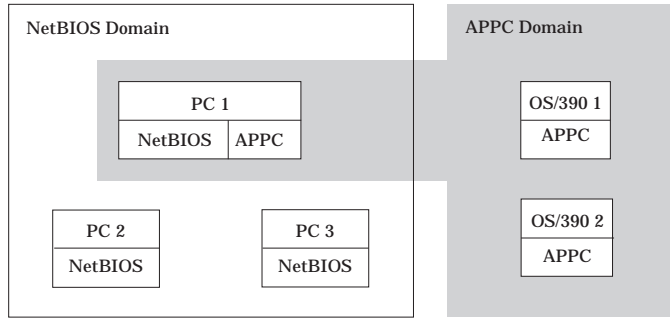 NetBIOS Domain
APPC Domain
PC 1
NetBIOS APPC
OS/390 1
APPC
PC 2
NetBIOS
PC 3
NetBIOS
OS/390 2
APPC